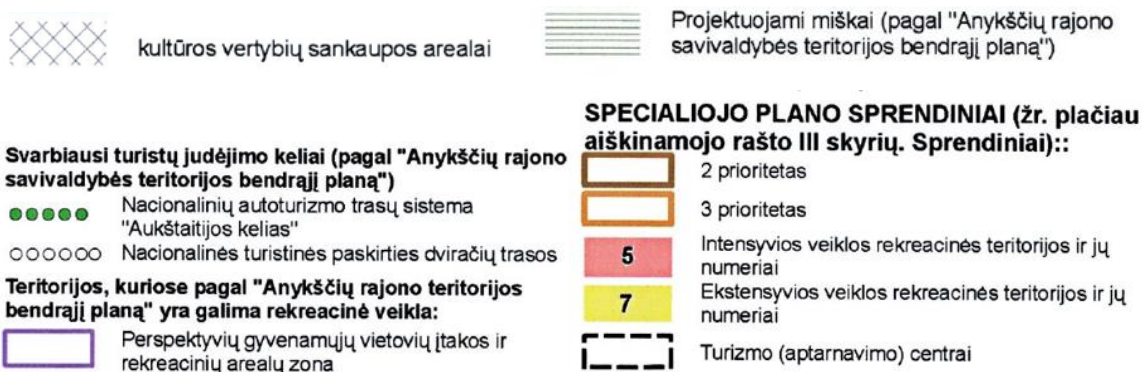 kultūros vertybių sankaupos arealai
Projektuojami miškai (pagal "Anykščių rajono
savivaldybės teritorijos bendrąjį planą")
Svarbiausi turistų judėjimo keliai (pagal "Anykščių rajono
savivaldybės teritorijos bendrąjį planą")
Nacionalinių autoturizmo trasų sistema
"Aukštaitijos kelias"
Nacionalinės turistinės paskirties dviračių trasos
Teritorijos, kuriose pagal "Anykščių rajono teritorijos
bendrąjį planą" yra galima rekreacinė veikla:
Perspektyvių gyvenamųjų vietovių įtakos ir
rekreacinių arealų zona
SPECIALIOJO PLANO SPRENDINIAI (žr. plačiau
aiškinamojo rašto III skyrių. Sprendiniai)::
2 prioritetas
3 prioritetas
5 Intensyvios veiklos rekreacinės teritorijos ir jų
numeriai
7 Ekstensyvios veiklos rekreacinės teritorijos ir jų
numeriai
Turizmo (aptarnavimo) centrai